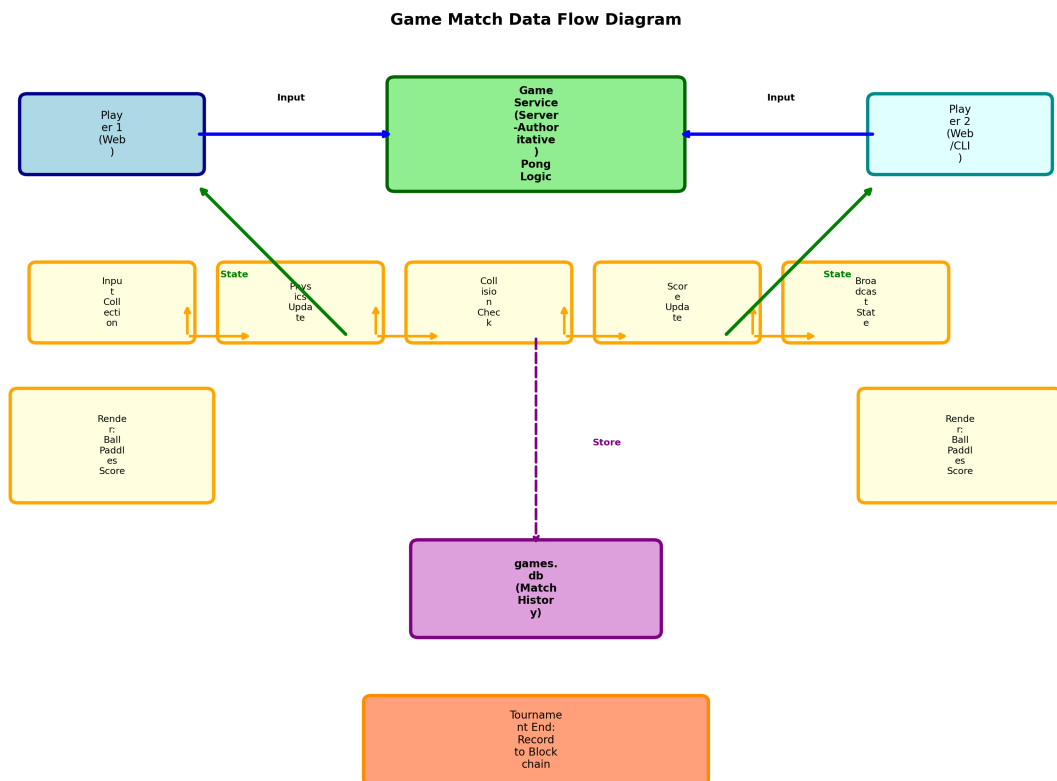 Game Match Data Flow Diagram
Play
er 1
(Web
)
Input
Game
Service
(Server
-Author
itative
)
Pong
Logic
Input
Play
er 2
(Web
/CLI
)
Inpu
t
Coll
ecti
on
State
Phys
ics
Upda
te
Coll
isio
n
Chec
k
Scor
e
Upda
te
State
Broa
dcas
t
Stat
e
Rende
r:
Ball
Paddl
es
Score
Store
Rende
r:
Ball
Paddl
es
Score
games.
db
(Match
Histor
y)
Tourname
nt End:
Record
to Block
chain